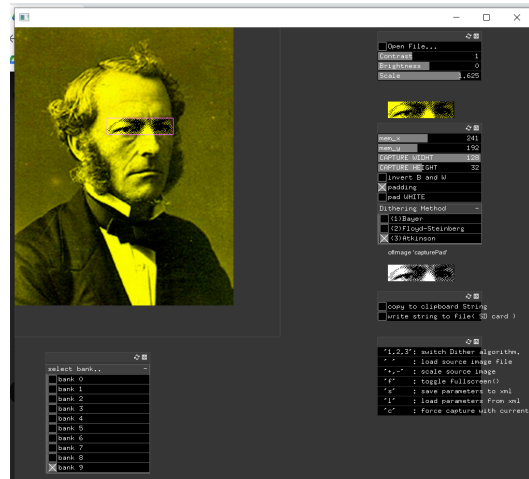 Open File...
Contrast 1
Brightness 0
Scale 1.625
mem_x 241
mem_y 192
CAPTURE WIDHT 128
CAPTURE HEIGHT 32
invert B and W
padding
pad WHITE
Dithering Method -
(1)Bayer
(2)Floyd-Steinberg
(3)Atkinson
ofImage 'capturePad'
copy to clipboard String
write string to File( SD card )
'1,2,3': switch Dither algorithm.
' ' : load source image file
'+,-' : scale source image
'f' : toggle fullscreen()
's' : save parameters to xml
'l' : load parameters from xml
'c' : force capture with current
select bank.. -
bank 0
bank 1
bank 2
bank 3
bank 4
bank 5
bank 6
bank 7
bank 8
bank 9